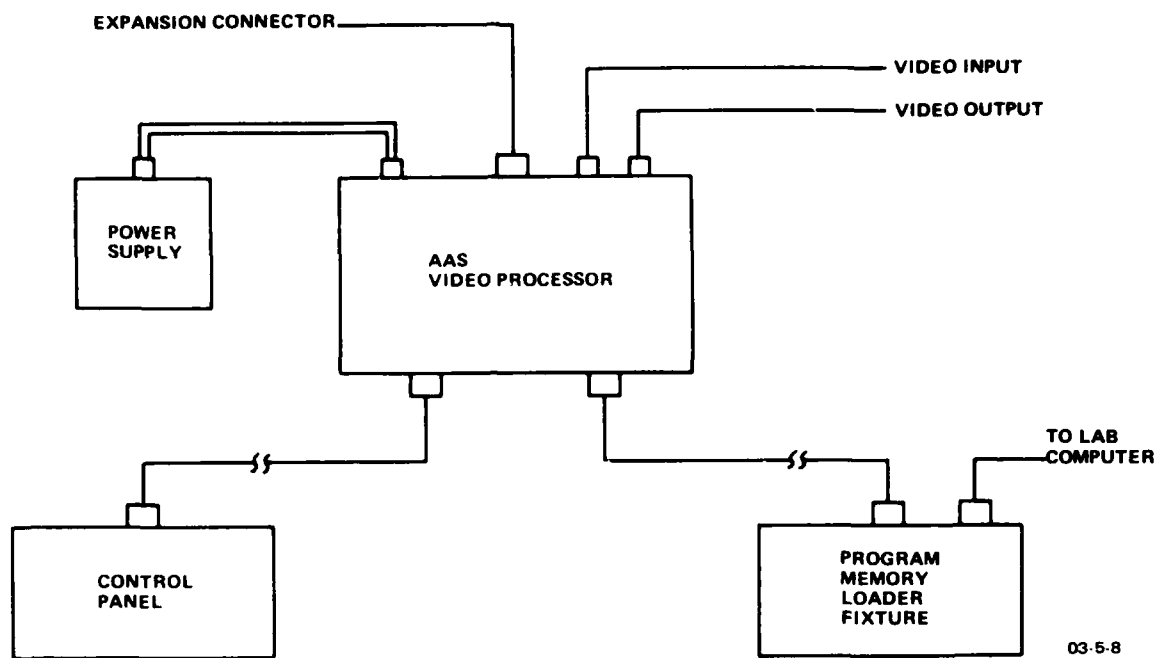 EXPANSION CONNECTOR
VIDEO INPUT
VIDEO OUTPUT
POWER
SUPPLY
AAS
VIDEO PROCESSOR
TO LAB
COMPUTER
CONTROL
PANEL
PROGRAM
MEMORY
LOADER
FIXTURE
03-5-8